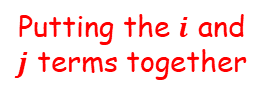 Putting the i and
j terms together